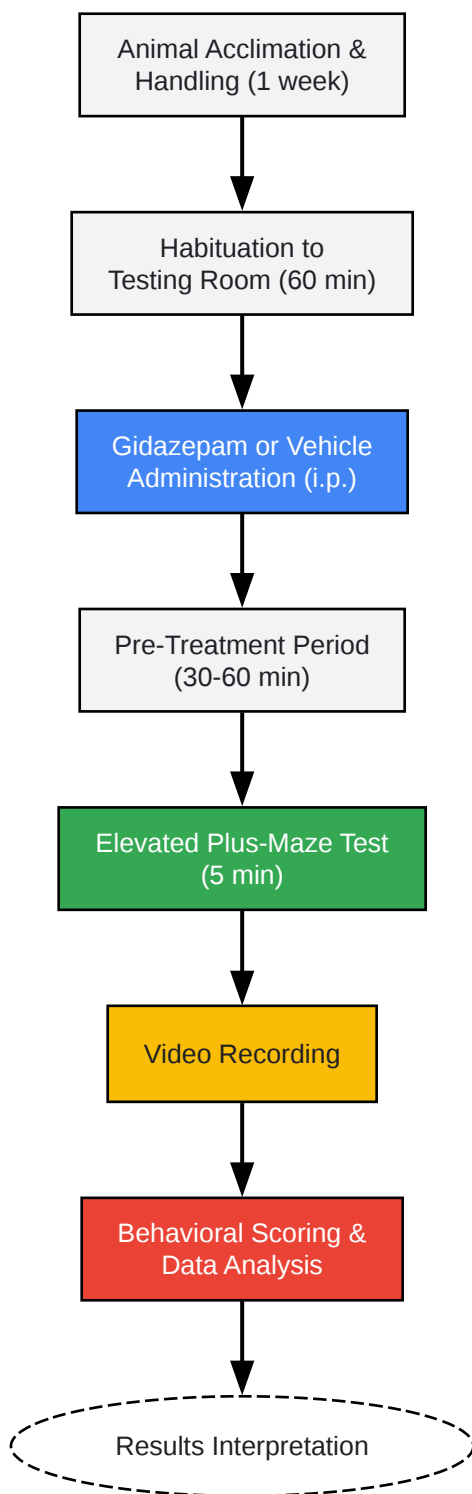 Animal Acclimation &
Handling (1 week)
Habituation to
Testing Room (60 min)
Gidazepam or Vehicle
Administration (i.p.)
Pre-Treatment Period
(30-60 min)
Elevated Plus-Maze Test
(5 min)
Video Recording
Behavioral Scoring &
Data Analysis
Results Interpretation